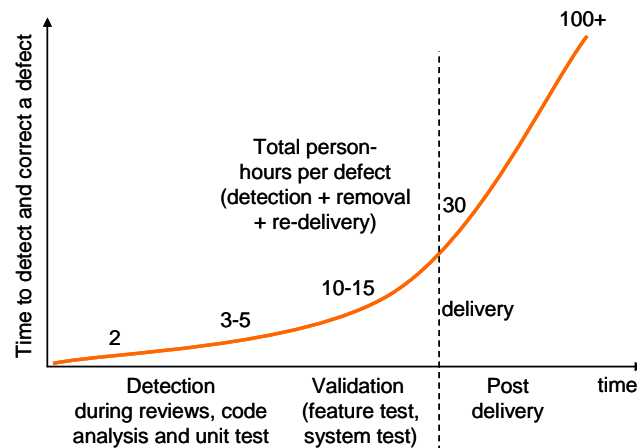 100+
Time to detect and correct a defect
Total person-
hours per defect
(detection + removal
+ re-delivery)
30
10-15
3-5
2
delivery
Detection
during reviews, code
analysis and unit test
Validation
(feature test,
system test)
Post
delivery
time